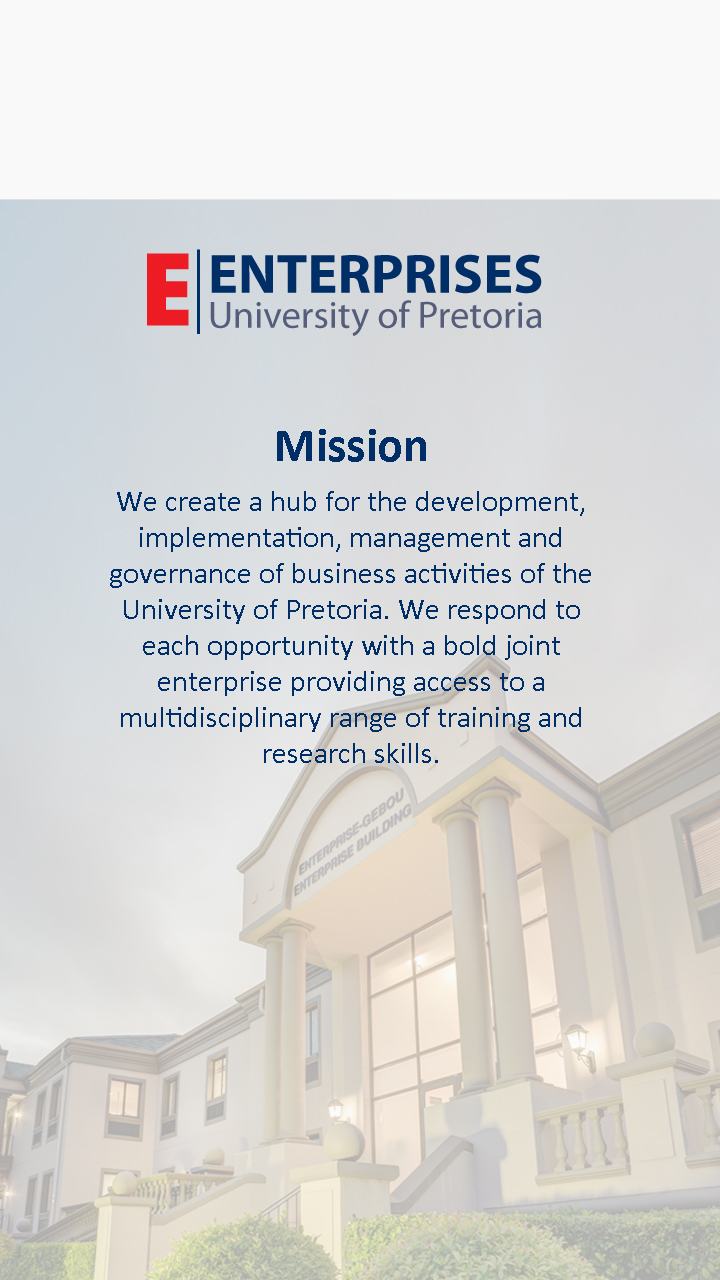 E ENTERPRISES
University of Pretoria
Mission
We create a hub for the development,
implementation, management and
governance of business activities of the
University of Pretoria. We respond to
each opportunity with a bold joint
enterprise providing access to a
multidisciplinary range of training and
research skills.
ENTERPRISE-GEBOU
ENTERPRISE BUILDING